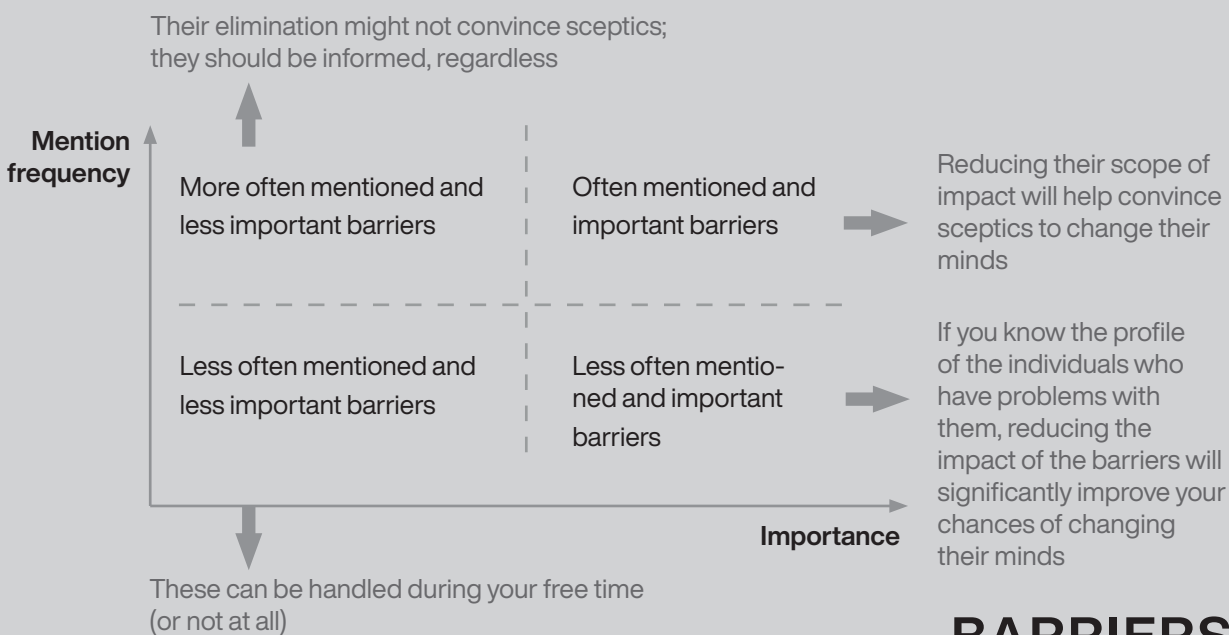 Their elimination might not convince sceptics;
they should be informed, regardless
Mention
frequency
More often mentioned and
less important barriers
Often mentioned and
important barriers
Reducing their scope of
impact will help convince
sceptics to change their
minds
Less often mentioned and
less important barriers
Less often mentio-
ned and important
barriers
If you know the profile
of the individuals who
have problems with
them, reducing the
impact of the barriers will
significantly improve your
chances of changing
their minds
Importance
These can be handled during your free time
(or not at all)
BARRIERS